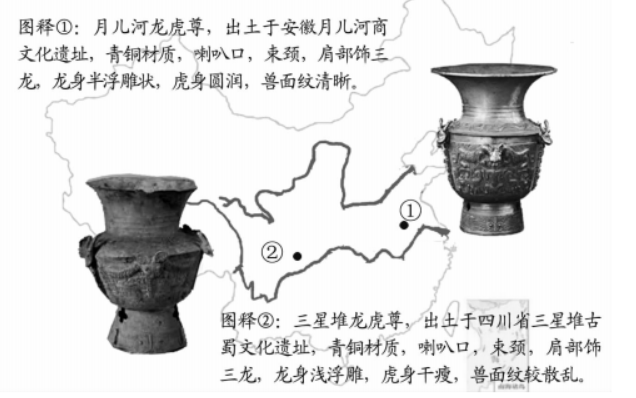 图释①：月儿河龙虎尊，出土于安徽月儿河商
文化遗址，青铜材质，喇叭口，束颈，肩部饰三
龙，龙身半浮雕状，虎身圆润，兽面纹清晰。
①
②
图释②：三星堆龙虎尊，出土于四川省三星堆古
蜀文化遗址，青铜材质，喇叭口，束颈，肩部饰
三龙，龙身浅浮雕，虎身干瘦，兽面纹较散乱。